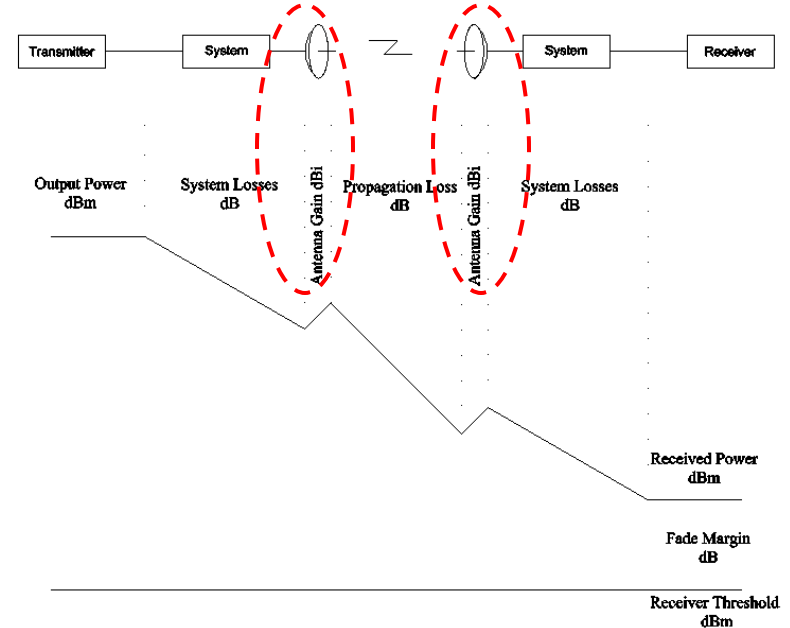 Transmitter
System
System
Receiver
Output Power
dBm
System Losses
dB
Antenna Gain dBi
Propagation Loss
dB
Antenna Gain dBi
System Losses
dB
Received Power
dBm
Fade Margin
dB
Receiver Threshold
dBm